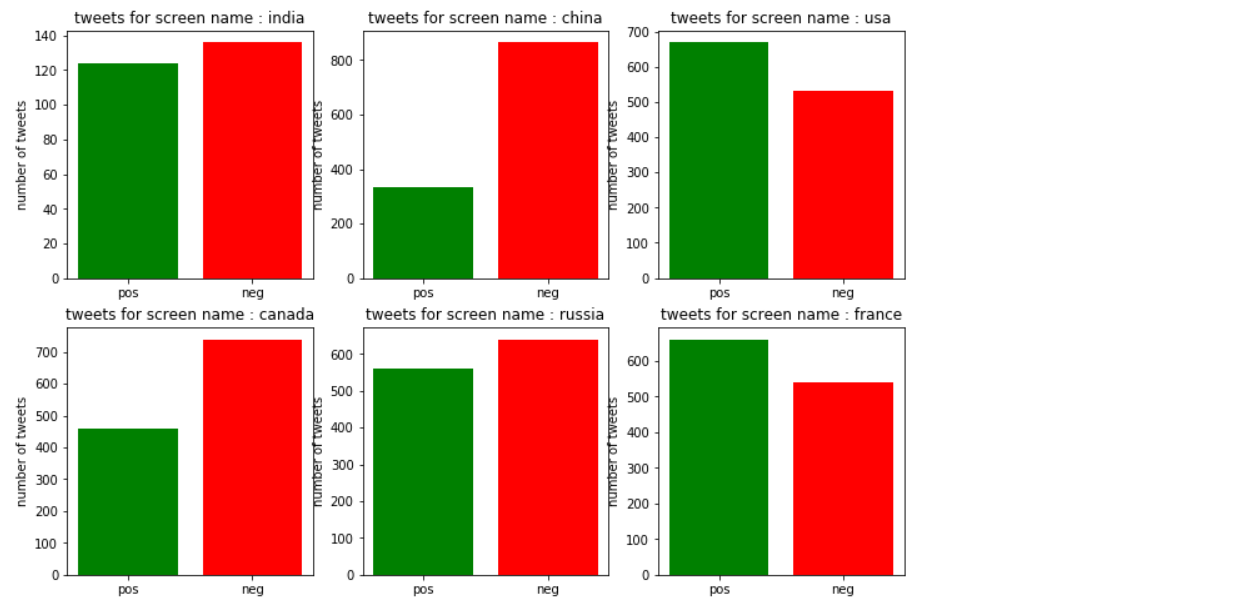 tweets for screen name : india
140
120
100
80
60
40
20
0
number of tweets
pos neg
tweets for screen name : china
800
600
400
200
0
number of tweets
pos neg
tweets for screen name : usa
700
600
500
400
300
200
100
0
number of tweets
pos neg
tweets for screen name : canada
700
600
500
400
300
200
100
0
number of tweets
pos neg
tweets for screen name : russia
600
500
400
300
200
100
0
number of tweets
pos neg
tweets for screen name : france
600
500
400
300
200
100
0
number of tweets
pos neg